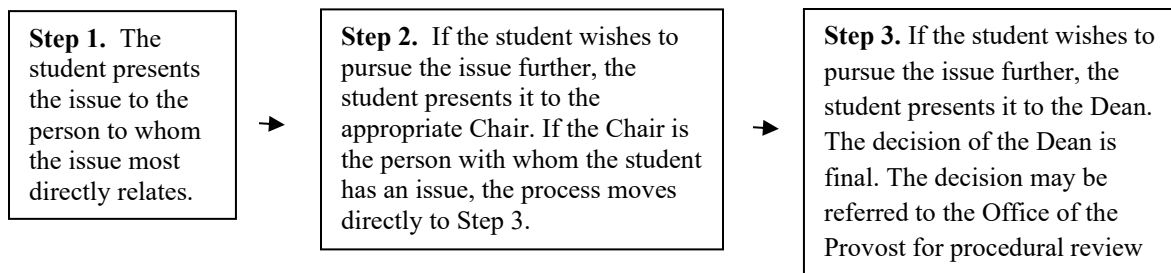 Step 1. The
student presents
the issue to the
person to whom
the issue most
directly relates.
Step 2. If the student wishes to
pursue the issue further, the
student presents it to the
appropriate Chair. If the Chair is
the person with whom the student
has an issue, the process moves
directly to Step 3.
Step 3. If the student wishes to
pursue the issue further, the
student presents it to the Dean.
The decision of the Dean is
final. The decision may be
referred to the Office of the
Provost for procedural review